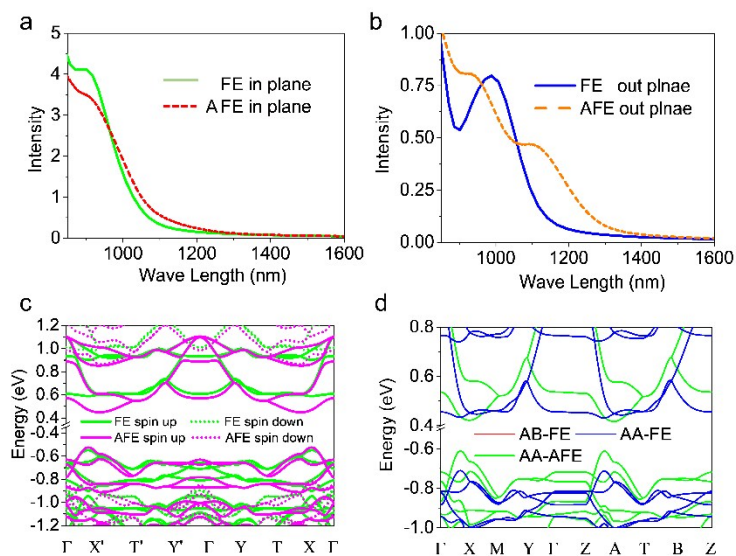 a
b
5
4
3
2
1
0
Intensity
FE in plane
AFE in plane
1000
1200
1400
1600
Wave Length (nm)
1.00
0.75
0.50
0.25
0.00
Intensity
FE out plnae
AFE out plnae
1000
1200
1400
1600
Wave Length (nm)
c
d
1.2
1.0
0.8
0.6
0.4
-0.4
-0.6
-0.8
-1.0
-1.2
Energy (eV)
FE spin up
FE spin down
AFE spin up
AFE spin down
Γ X' T' Y' Γ Y T X Γ
0.8
0.6
0.4
-0.6
-0.8
-1.0
Energy (eV)
AB-FE
AA-FE
AA-AFE
Γ X M Y Γ Z A T B Z